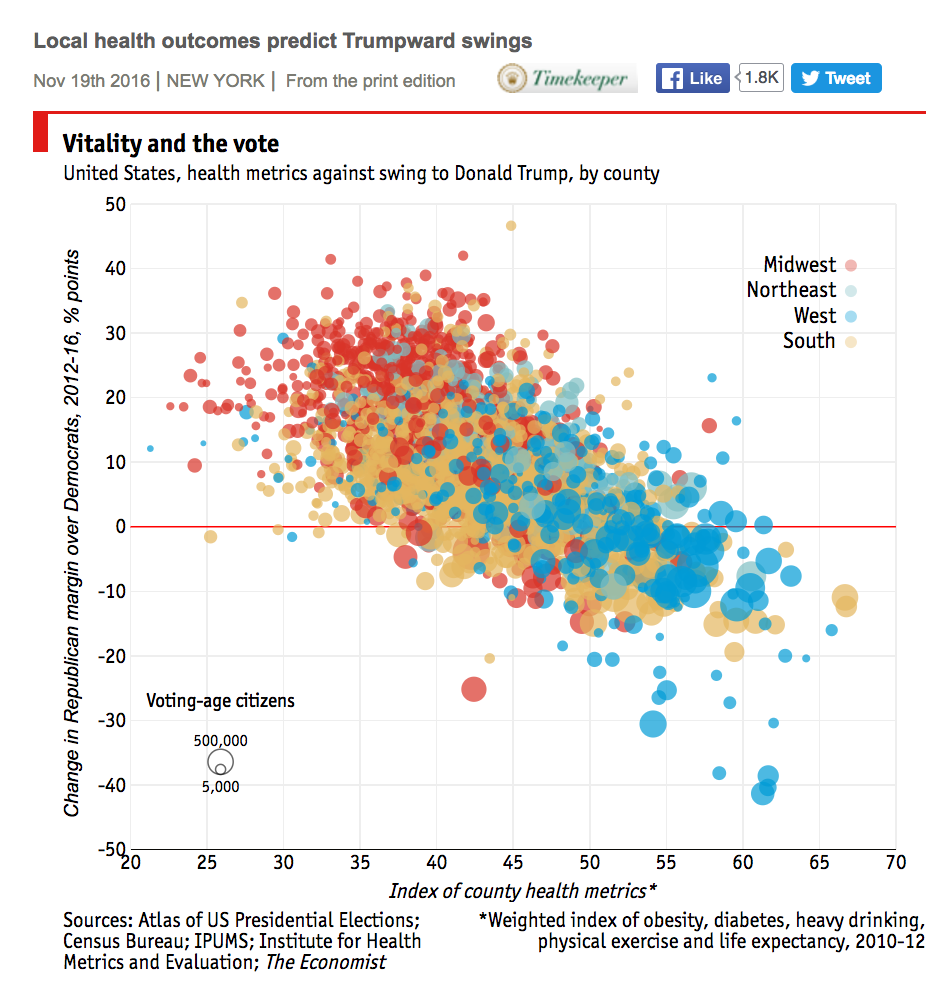 Local health outcomes predict Trumpward swings
Nov 19th 2016 | NEW YORK | From the print edition
Timekeeper
f Like
1.8K
Tweet
Vitality and the vote
United States, health metrics against swing to Donald Trump, by county
Change in Republican margin over Democrats, 2012-16, % points
50
40
30
20
10
0
-10
-20
-30
-40
-50
Midwest
Northeast
West
South
Voting-age citizens
500,000
5,000
20 25 30 35 40 45 50 55 60 65 70
Index of county health metrics*
Sources: Atlas of US Presidential Elections;
Census Bureau; IPUMS; Institute for Health
Metrics and Evaluation; The Economist
*Weighted index of obesity, diabetes, heavy drinking,
physical exercise and life expectancy, 2010-12